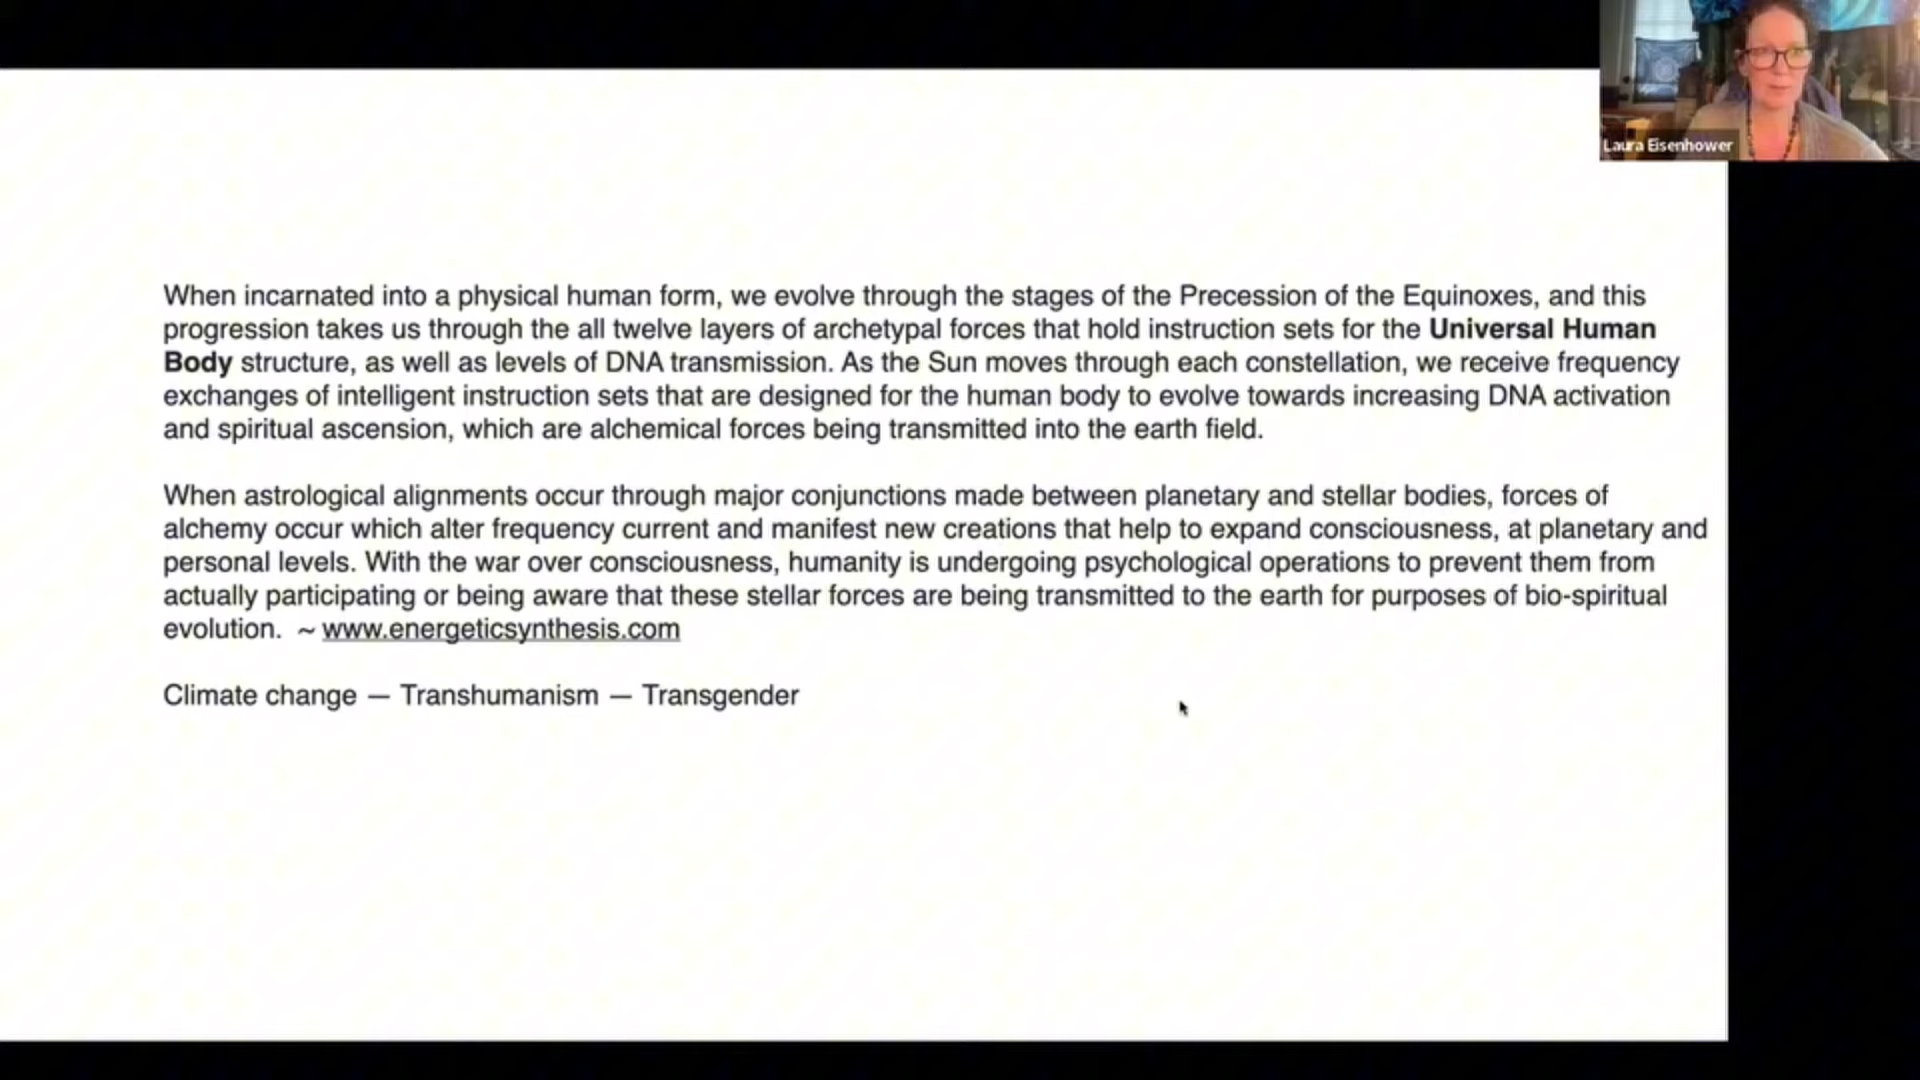 Laura Eisenhower
When incarnated into a physical human form, we evolve through the stages of the Precession of the Equinoxes, and this
progression takes us through the all twelve layers of archetypal forces that hold instruction sets for the Universal Human
Body structure, as well as levels of DNA transmission. As the Sun moves through each constellation, we receive frequency
exchanges of intelligent instruction sets that are designed for the human body to evolve towards increasing DNA activation
and spiritual ascension, which are alchemical forces being transmitted into the earth field.
When astrological alignments occur through major conjunctions made between planetary and stellar bodies, forces of
alchemy occur which alter frequency current and manifest new creations that help to expand consciousness, at planetary and
personal levels. With the war over consciousness, humanity is undergoing psychological operations to prevent them from
actually participating or being aware that these stellar forces are being transmitted to the earth for purposes of bio-spiritual
evolution. ~ www.energeticsynthesis.com
Climate change — Transhumanism — Transgender